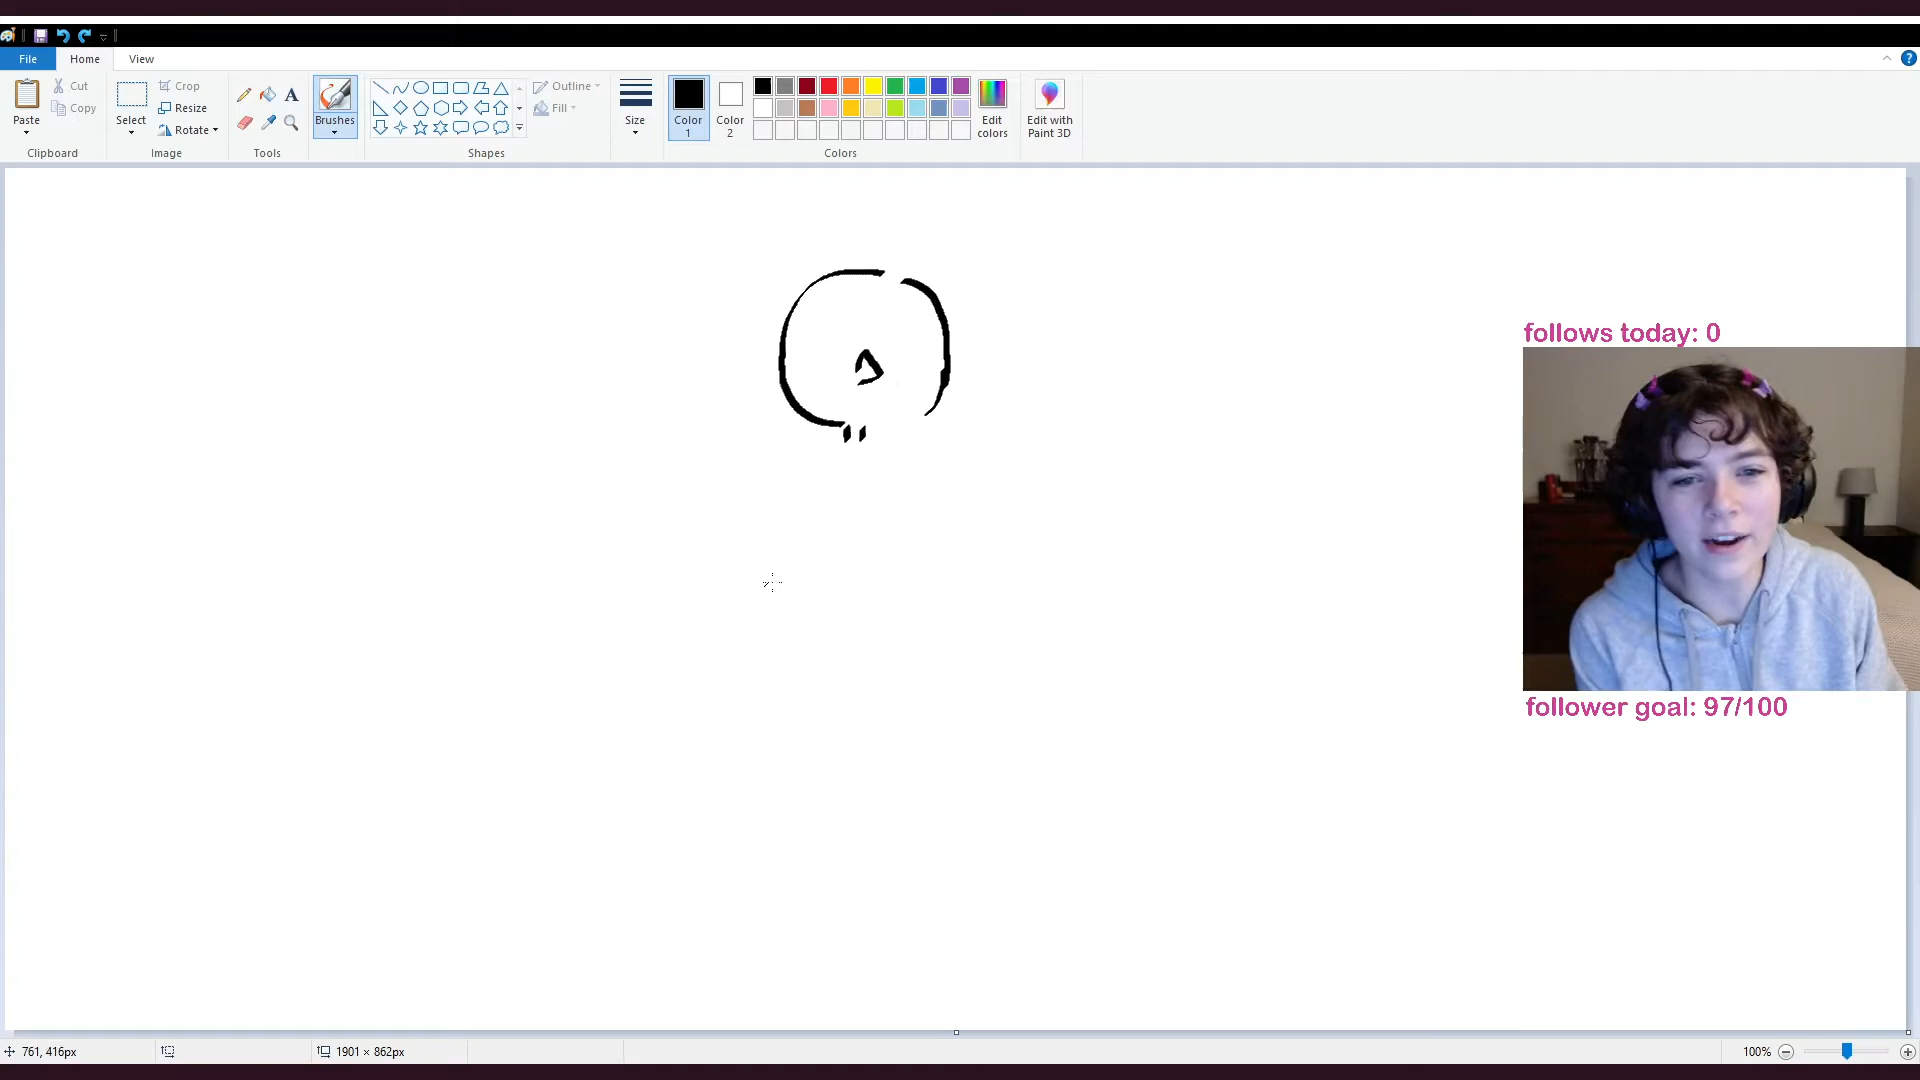 File Home View
Paste
Cut
Copy
Clipboard
Select
Crop
Resize
Rotate
Image
A
Tools
Brushes
Shapes
Outline
Fill
Size
Color
1
Color
2
Colors
Edit
colors
Edit with
Paint 3D
?
follows today: 0
follower goal: 97/100
761, 416px
1901 × 862px
100%